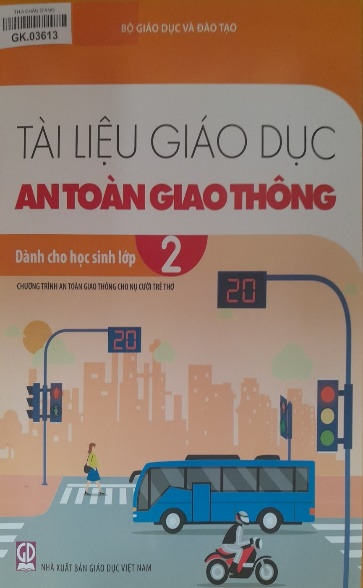 BỘ GIÁO DỤC VÀ ĐÀO TẠO
GK.03613
TÀI LIỆU GIÁO DỤC
AN TOÀN GIAO THÔNG
Dành cho học sinh lớp 2
CHƯƠNG TRÌNH AN TOÀN GIAO THÔNG CHO NỤ CƯỜI TRẺ THƠ
20
20
NHÀ XUẤT BẢN GIÁO DỤC VIỆT NAM